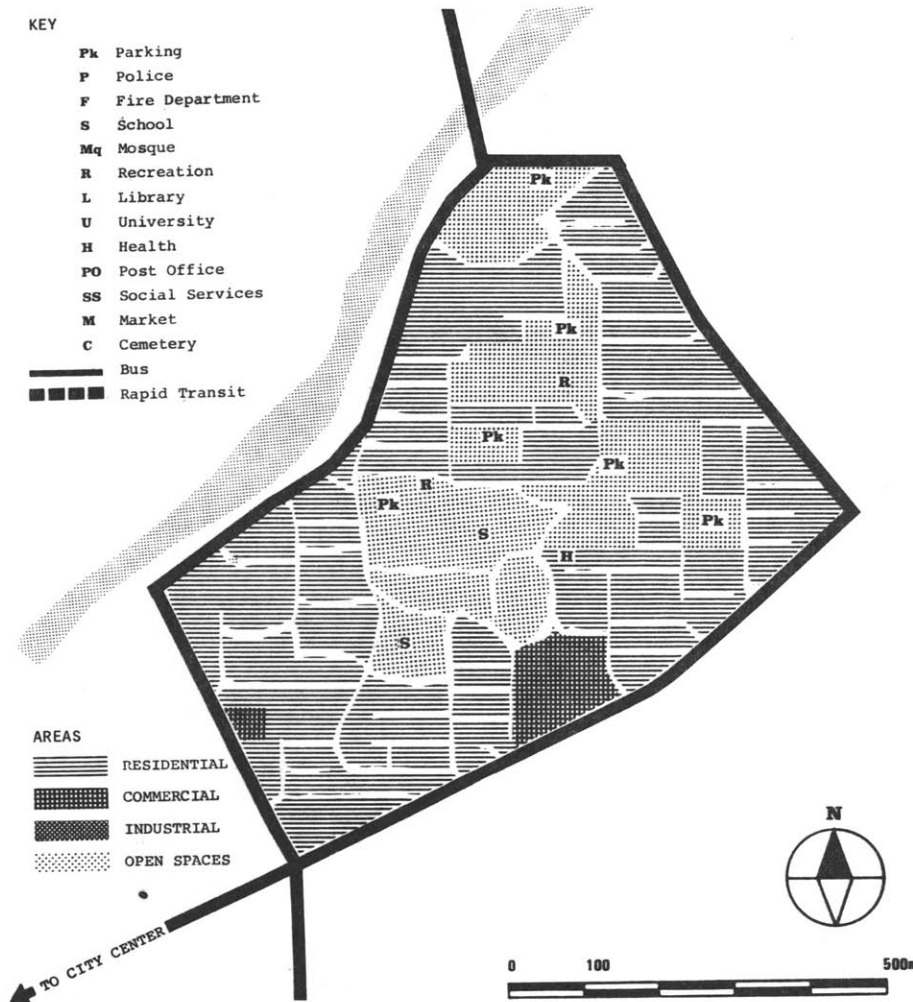 KEY
Pk Parking
P Police
F Fire Department
S School
Mq Mosque
R Recreation
L Library
U University
H Health
PO Post Office
SS Social Services
M Market
C Cemetery
Bus
Rapid Transit
Pk
Pk
R
Pk
Pk
R
Pk
Pk
S
H
S
AREAS
RESIDENTIAL
COMMERCIAL
INDUSTRIAL
OPEN SPACES
N
TO CITY CENTER
0 100 500m